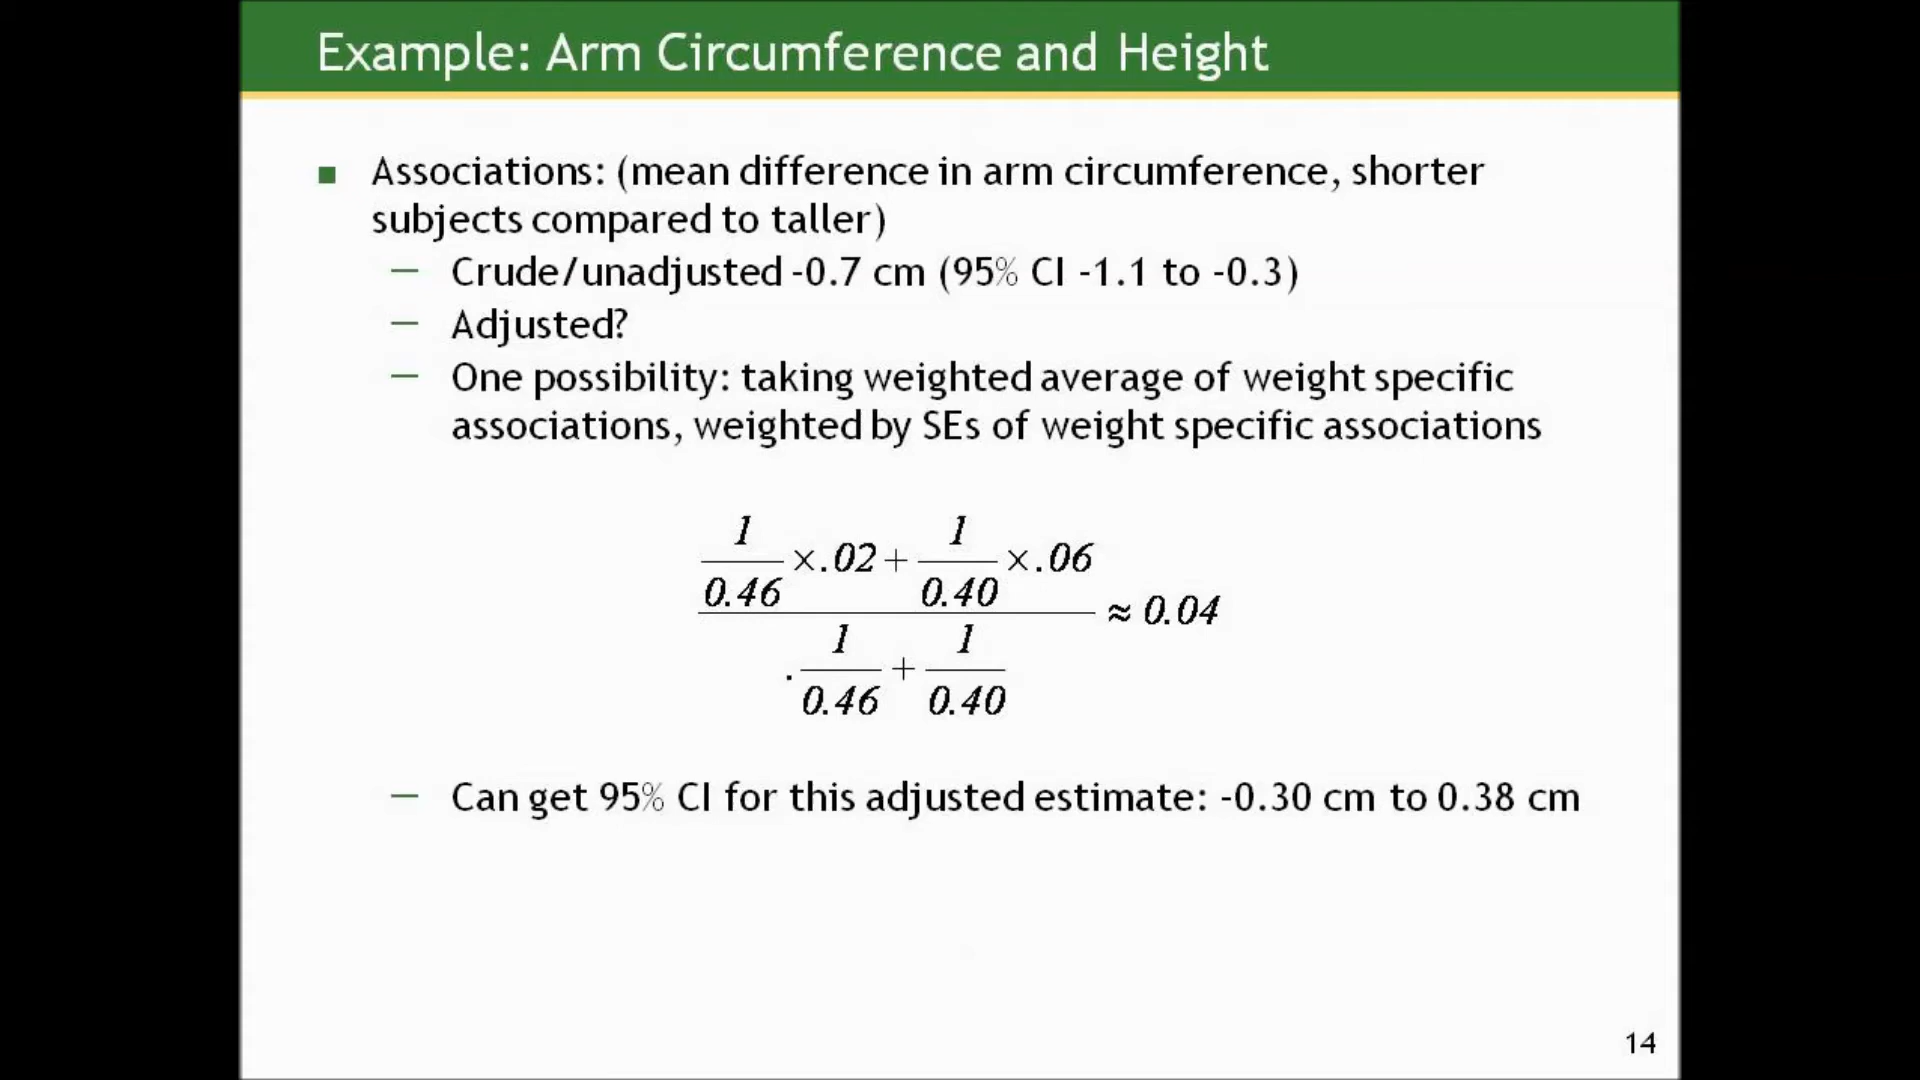 Example: Arm Circumference and Height
Associations: (mean difference in arm circumference, shorter
subjects compared to taller)
— Crude/unadjusted -0.7 cm (95% CI -1.1 to -0.3)
— Adjusted?
— One possibility: taking weighted average of weight specific
associations, weighted by SEs of weight specific associations
1/0.46 ×.02 + 1/0.40 ×.06
≈ 0.04
. 1/0.46 + 1/0.40
— Can get 95% CI for this adjusted estimate: -0.30 cm to 0.38 cm
14